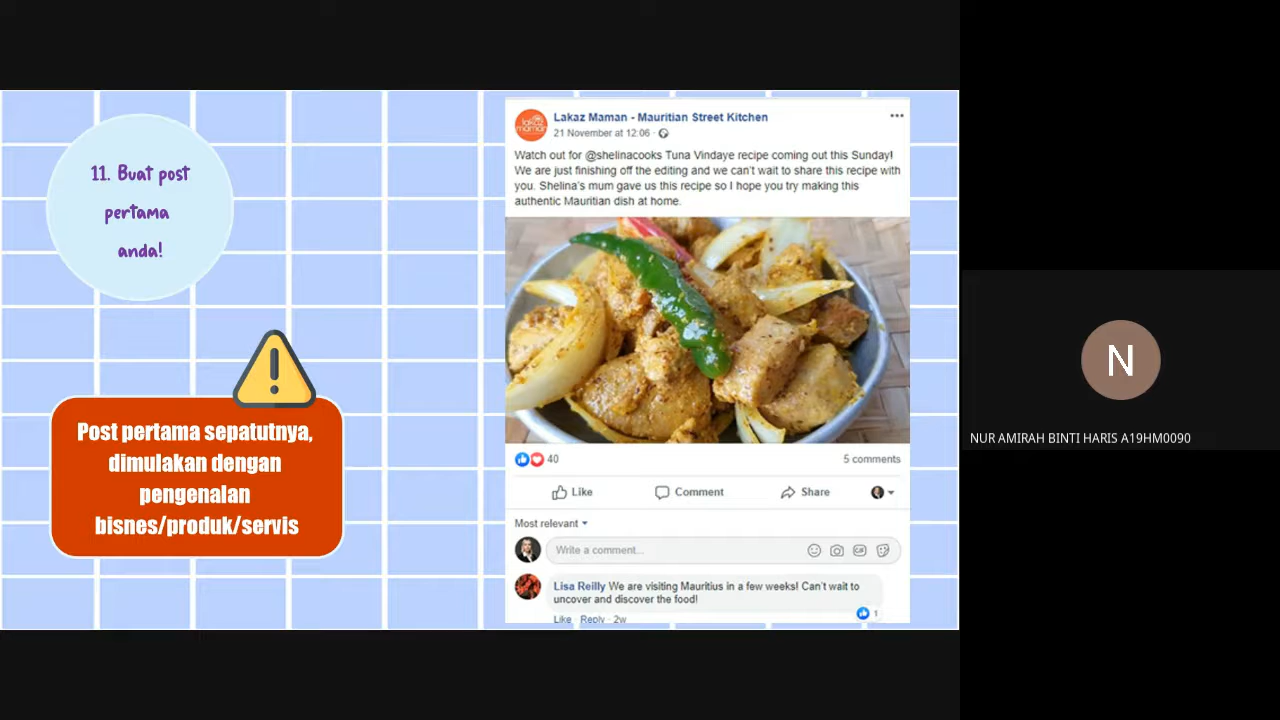 11. Buat post
pertama
anda!
Post pertama sepatutnya,
dimulakan dengan
pengenalan
bisnes/produk/servis
lakaz
maman
Lakaz Maman - Mauritian Street Kitchen
21 November at 12:06
Watch out for @shelinacooks Tuna Vindaye recipe coming out this Sunday!
We are just finishing off the editing and we can't wait to share this recipe with
you. Shelina's mum gave us this recipe so I hope you try making this
authentic Mauritian dish at home.
40
5 comments
Like
Comment
Share
Most relevant
Write a comment...
GIF
Lisa Reilly We are visiting Mauritius in a few weeks! Can't wait to
uncover and discover the food!
1
Like · Reply · 2w
N
NUR AMIRAH BINTI HARIS A19HM0090